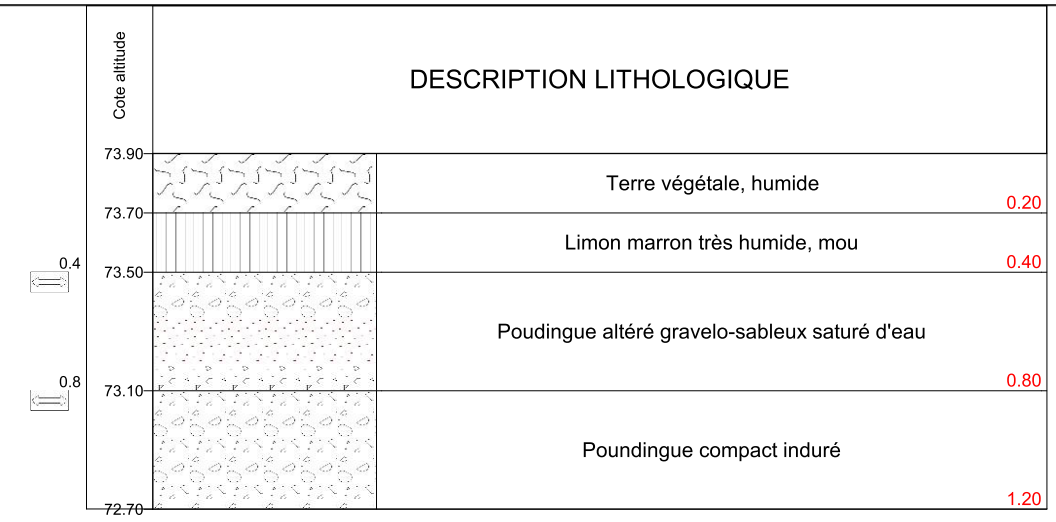 Cote altitude
DESCRIPTION LITHOLOGIQUE
73.90
Terre végétale, humide
0.20
73.70
Limon marron très humide, mou
0.40
0.4
73.50
Poudingue altéré gravelo-sableux saturé d'eau
0.80
0.8
73.10
Poundingue compact induré
1.20
72.70